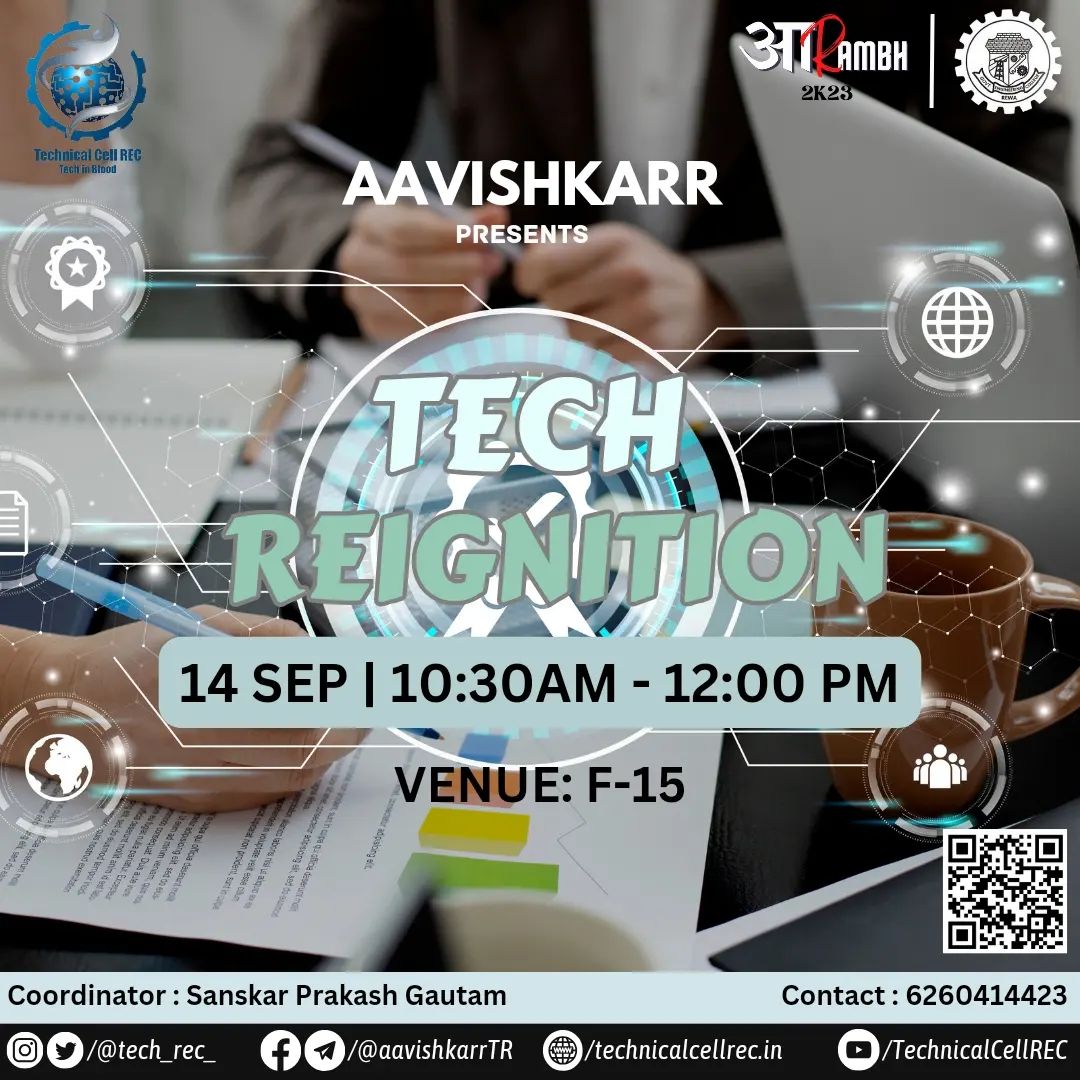 Technical Cell REC
Tech in Blood
आRAMBH
2K23
REWA
AAVISHKARR
PRESENTS
TECH
REIGNITION
14 SEP | 10:30AM - 12:00 PM
VENUE: F-15
Coordinator : Sanskar Prakash Gautam
Contact : 6260414423
/@tech_rec_
/@aavishkarrTR
/technicalcellrec.in
/TechnicalCellREC